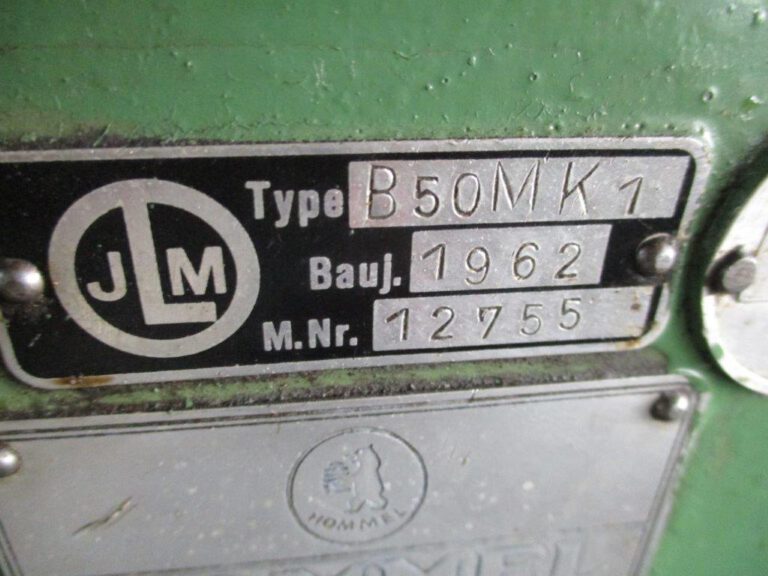 JLM
Type B50MK1
Bauj. 1962
M.Nr. 12755
HOMMEL